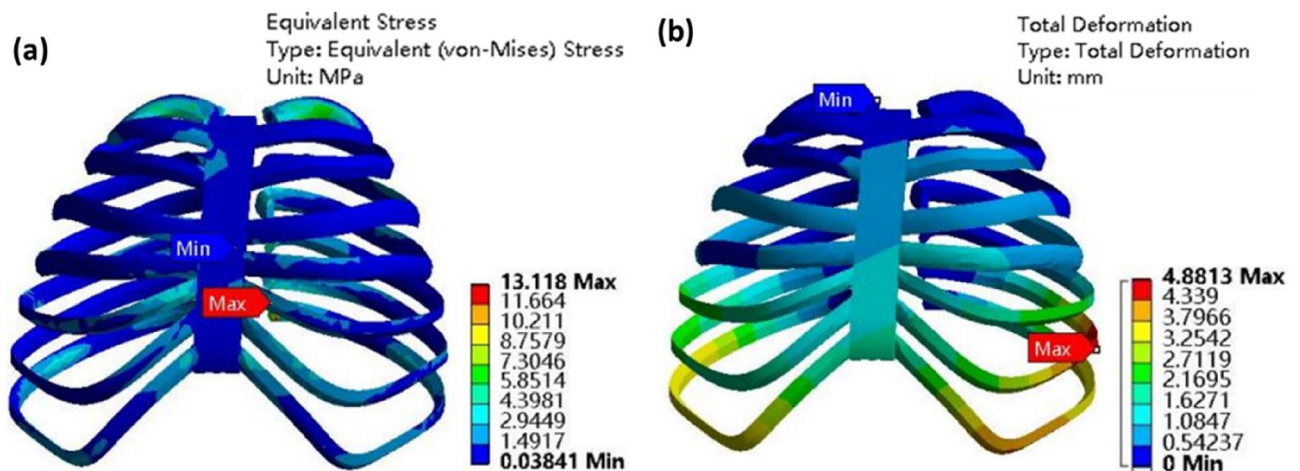 (a)
Equivalent Stress
Type: Equivalent (von-Mises) Stress
Unit: MPa
Min
Max
13.118 Max
11.664
10.211
8.7579
7.3046
5.8514
4.3981
2.9449
1.4917
0.03841 Min
(b)
Total Deformation
Type: Total Deformation
Unit: mm
Min
Max
4.8813 Max
4.339
3.7966
3.2542
2.7119
2.1695
1.6271
1.0847
0.54237
0 Min